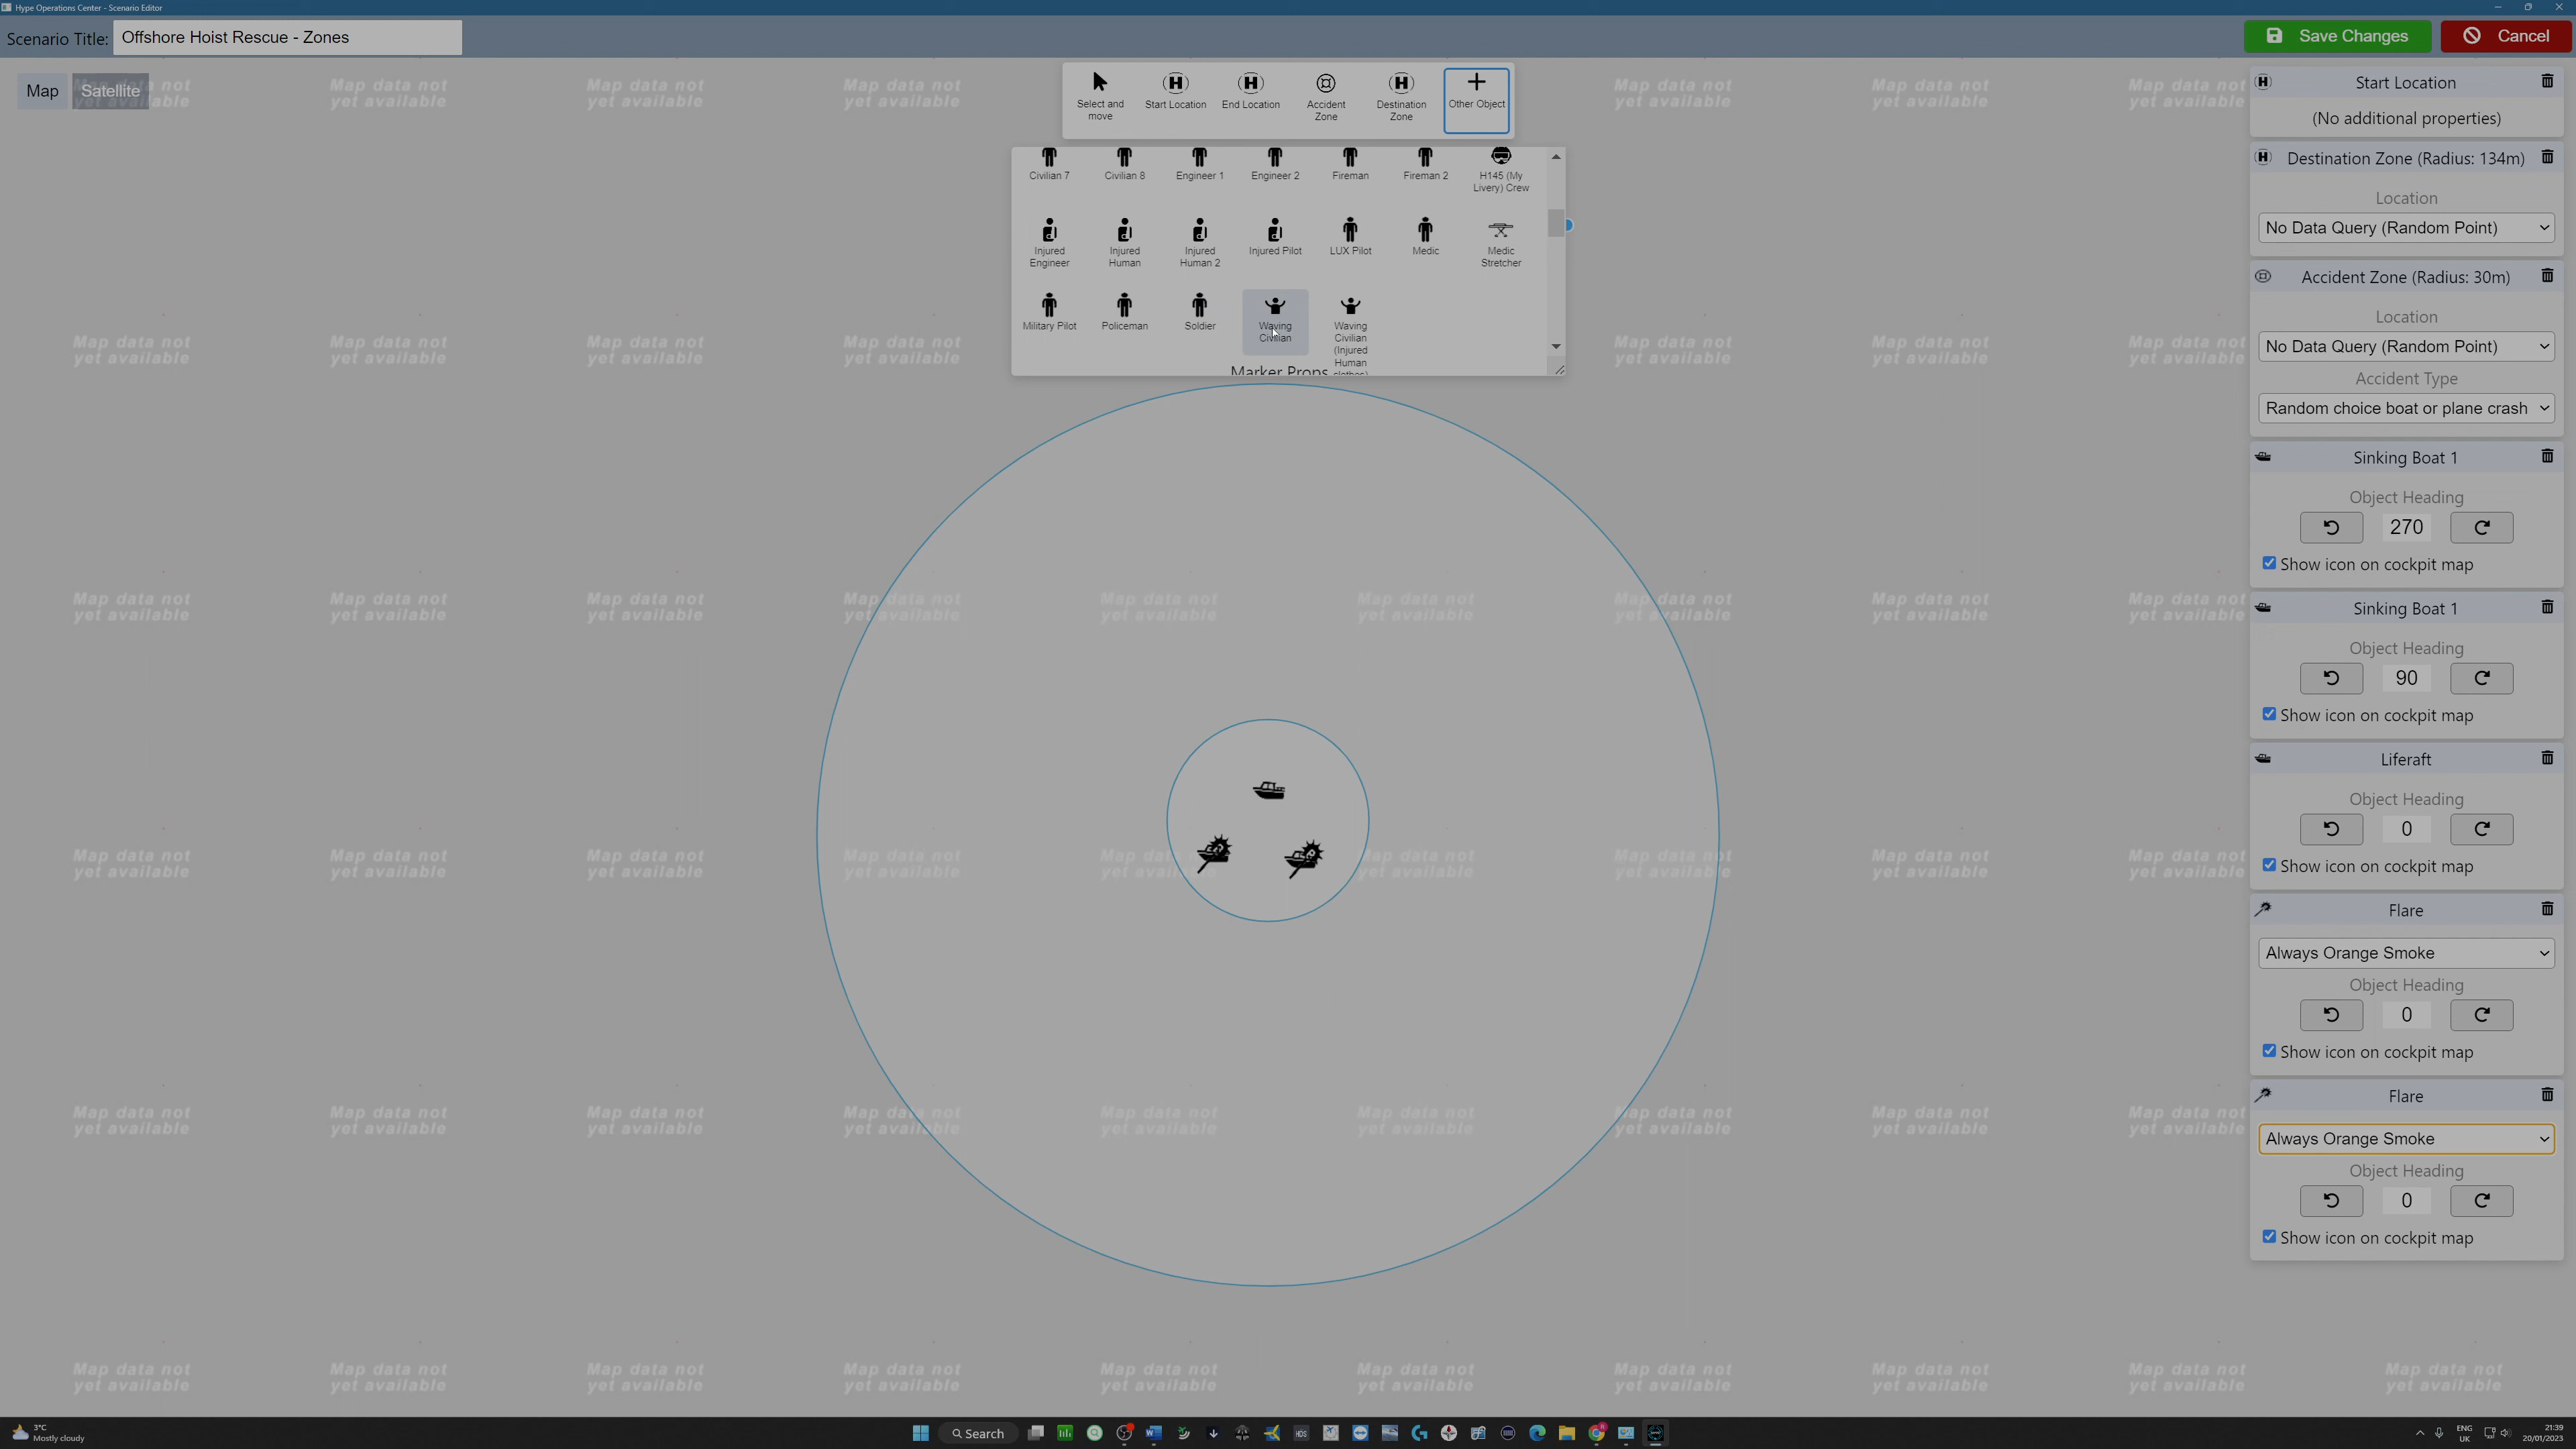 Hype Operations Center - Scenario Editor
Scenario Title: Offshore Hoist Rescue - Zones
Save Changes
Cancel
Map
Satellite
Select and
move
Start Location
End Location
Accident
Zone
Destination
Zone
Other Object
Civilian 7
Civilian 8
Engineer 1
Engineer 2
Fireman
Fireman 2
H145 (My
Livery) Crew
Injured
Engineer
Injured
Human
Injured
Human 2
Injured Pilot
LUX Pilot
Medic
Medic
Stretcher
Military Pilot
Policeman
Soldier
Waving
Civilian
Waving
Civilian
(Injured
Human
clothes)
Marker Props
Start Location
(No additional properties)
Destination Zone (Radius: 134m)
Location
No Data Query (Random Point)
Accident Zone (Radius: 30m)
Location
No Data Query (Random Point)
Accident Type
Random choice boat or plane crash
Sinking Boat 1
Object Heading
270
Show icon on cockpit map
Sinking Boat 1
Object Heading
90
Show icon on cockpit map
Liferaft
Object Heading
0
Show icon on cockpit map
Flare
Always Orange Smoke
Object Heading
0
Show icon on cockpit map
Flare
Always Orange Smoke
Object Heading
0
Show icon on cockpit map
Map data not
yet available
3°C
Mostly cloudy
Search
HDS
ENG
UK
21:39
20/01/2023